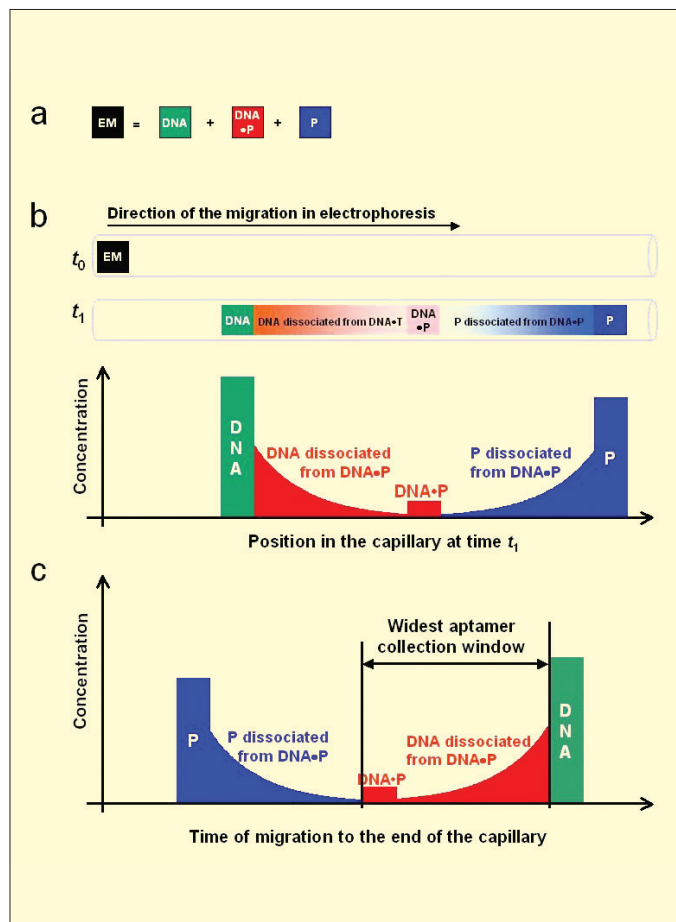 a
EM = DNA + DNA •P + P
b
Direction of the migration in electrophoresis
t0
EM
t1
DNA
DNA dissociated from DNA•T
DNA
•P
P dissociated from DNA•P
P
Concentration
DNA
DNA dissociated
from DNA•P
DNA•P
P dissociated
from DNA•P
P
Position in the capillary at time t1
c
Concentration
Widest aptamer
collection window
P
P dissociated
from DNA•P
DNA•P
DNA dissociated
from DNA•P
DNA
Time of migration to the end of the capillary